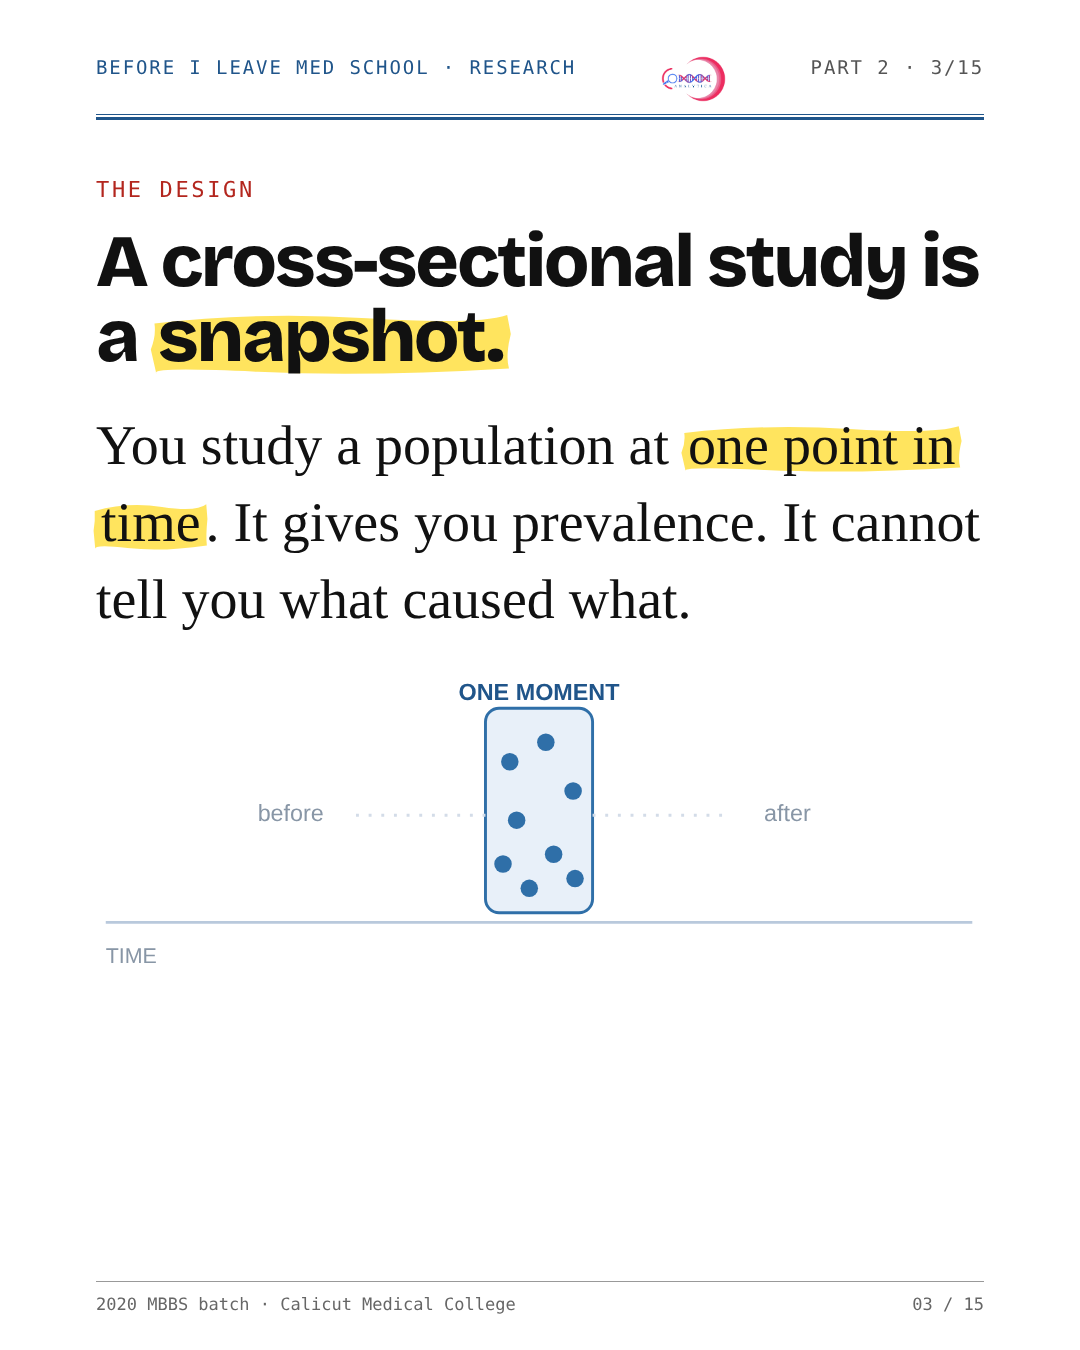 BEFORE I LEAVE MED SCHOOL · RESEARCH
ANALYTICS
PART 2 · 3/15
THE DESIGN
A cross-sectional study is
a snapshot.
You study a population at one point in
time. It gives you prevalence. It cannot
tell you what caused what.
ONE MOMENT
before
after
TIME
2020 MBBS batch · Calicut Medical College
03 / 15